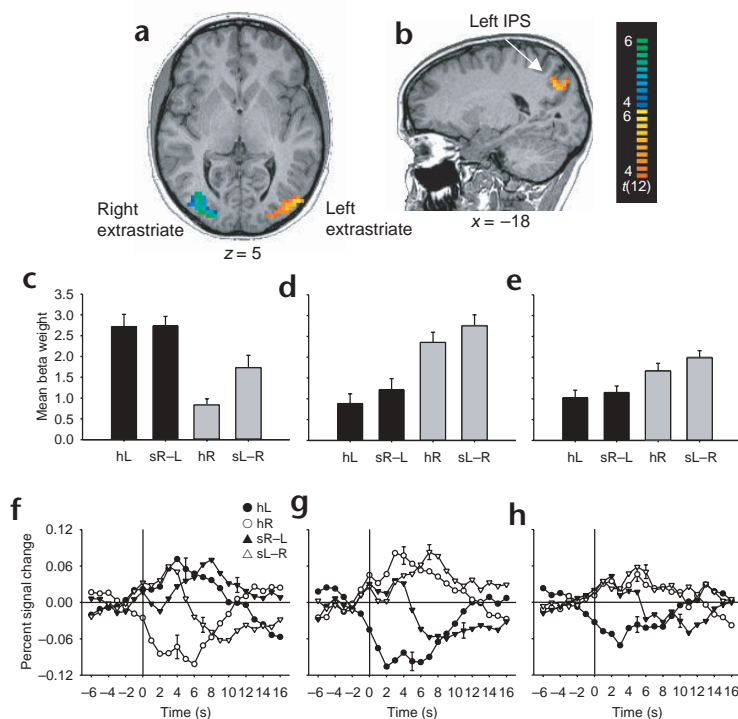 a
b
Left IPS
6
4
6
4
t(12)
Right extrastriate
Left extrastriate
z = 5
x = −18
c
d
e
Mean beta weight
3.5
3.0
2.5
2.0
1.5
1.0
0.5
0.0
hL sR–L hR sL–R
hL sR–L hR sL–R
hL sR–L hR sL–R
f
g
h
hL
hR
sR–L
sL–R
Percent signal change
0.12
0.06
0.00
−0.06
−0.12
−6 −4 −2 0 2 4 6 8 10 12 14 16
−6 −4 −2 0 2 4 6 8 10 12 14 16
−6 −4 −2 0 2 4 6 8 10 12 14 16
Time (s)
Time (s)
Time (s)